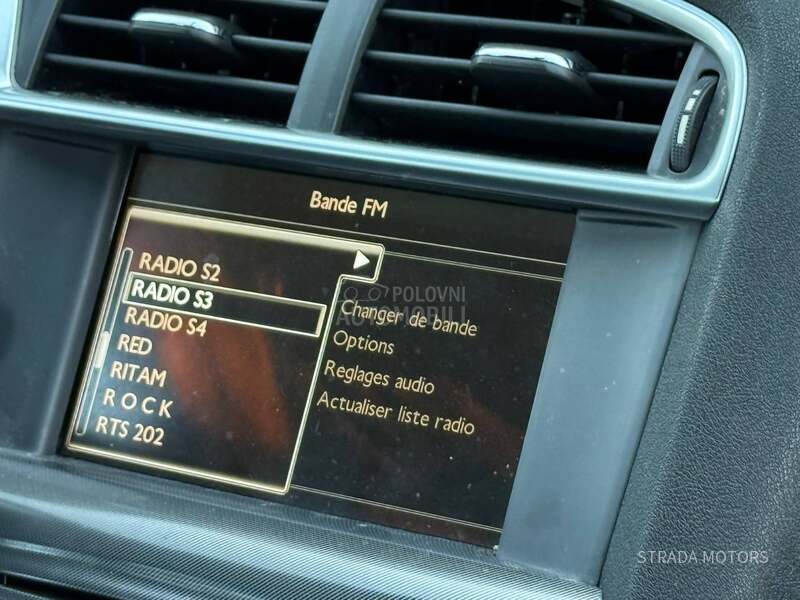 Bande FM
RADIO S2
RADIO S3
RADIO S4
RED
RITAM
R O C K
RTS 202
Changer de bande
Options
Reglages audio
Actualiser liste radio
POLOVNI
AUTOMOBILI
STRADA MOTORS